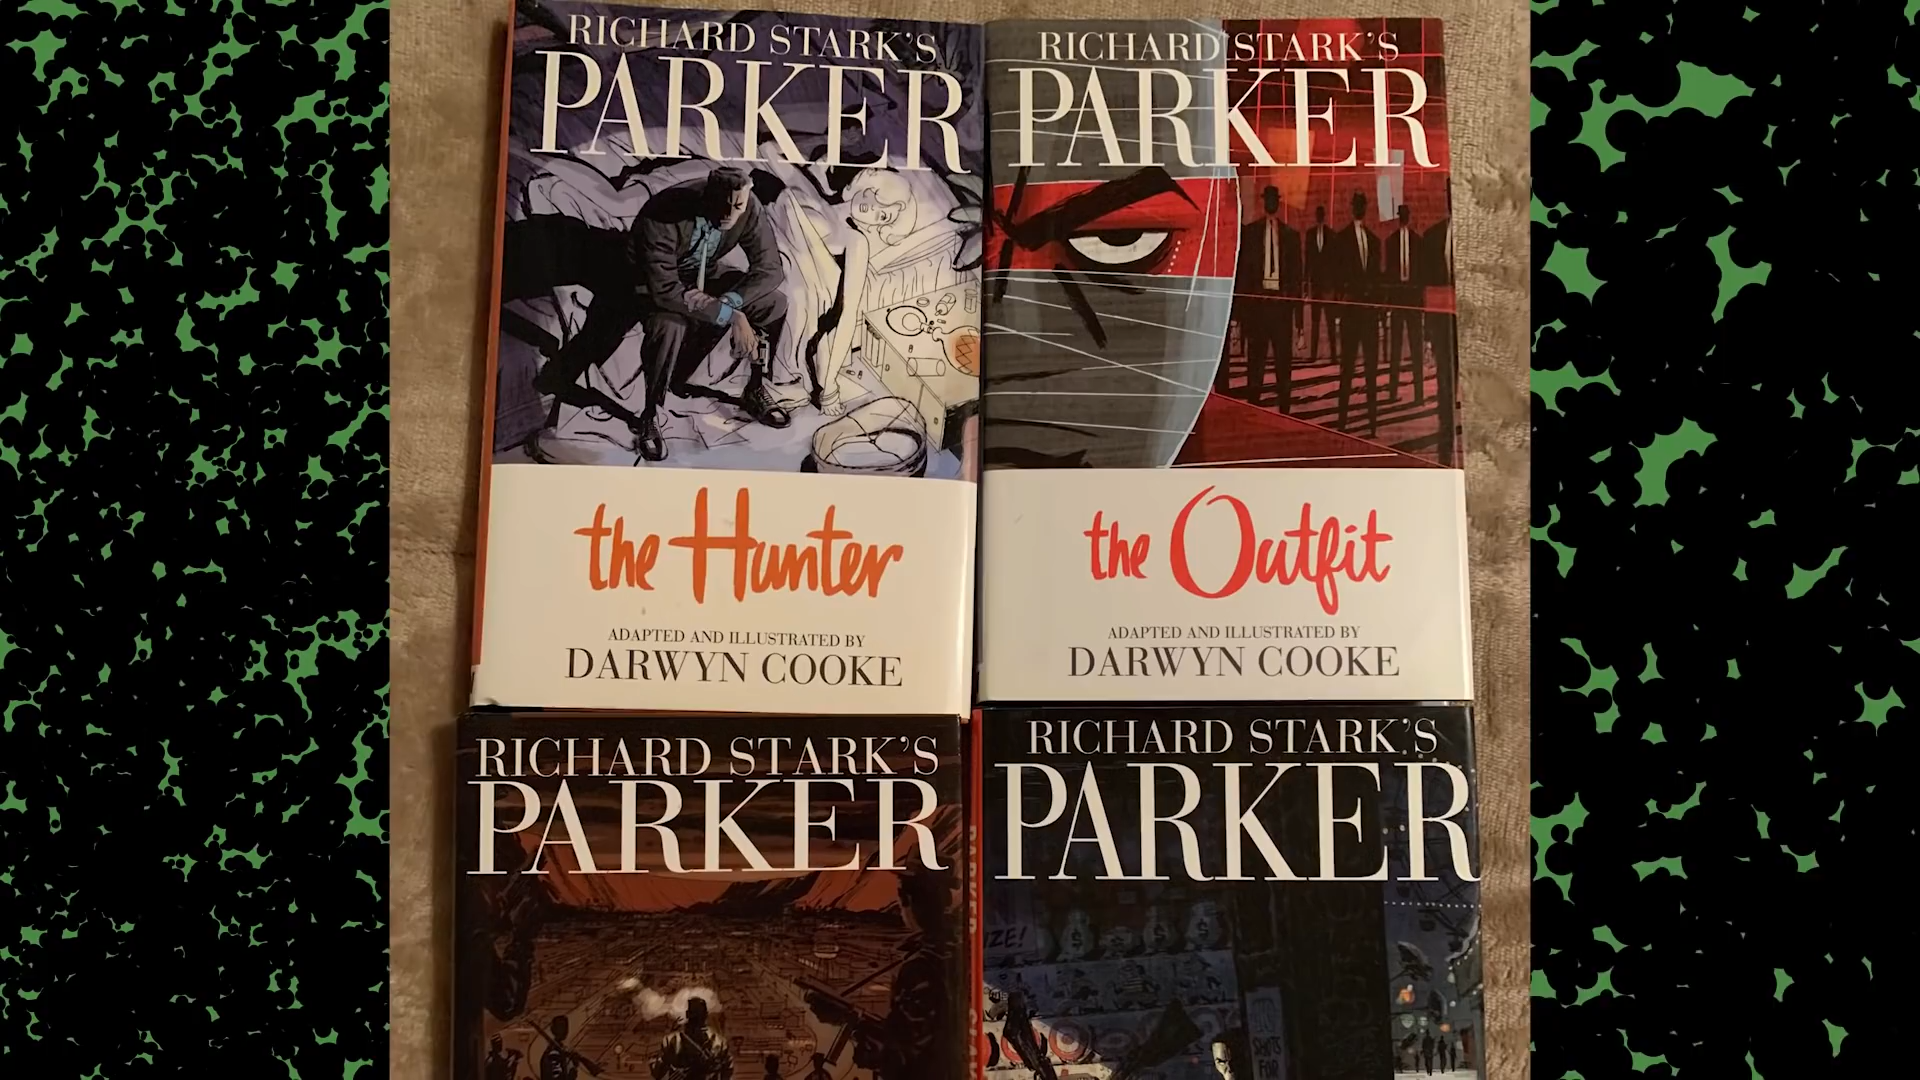 RICHARD STARK'S
PARKER
the Hunter
ADAPTED AND ILLUSTRATED BY
DARWYN COOKE
RICHARD STARK'S
PARKER
the Outfit
ADAPTED AND ILLUSTRATED BY
DARWYN COOKE
RICHARD STARK'S
PARKER
RICHARD STARK'S
PARKER